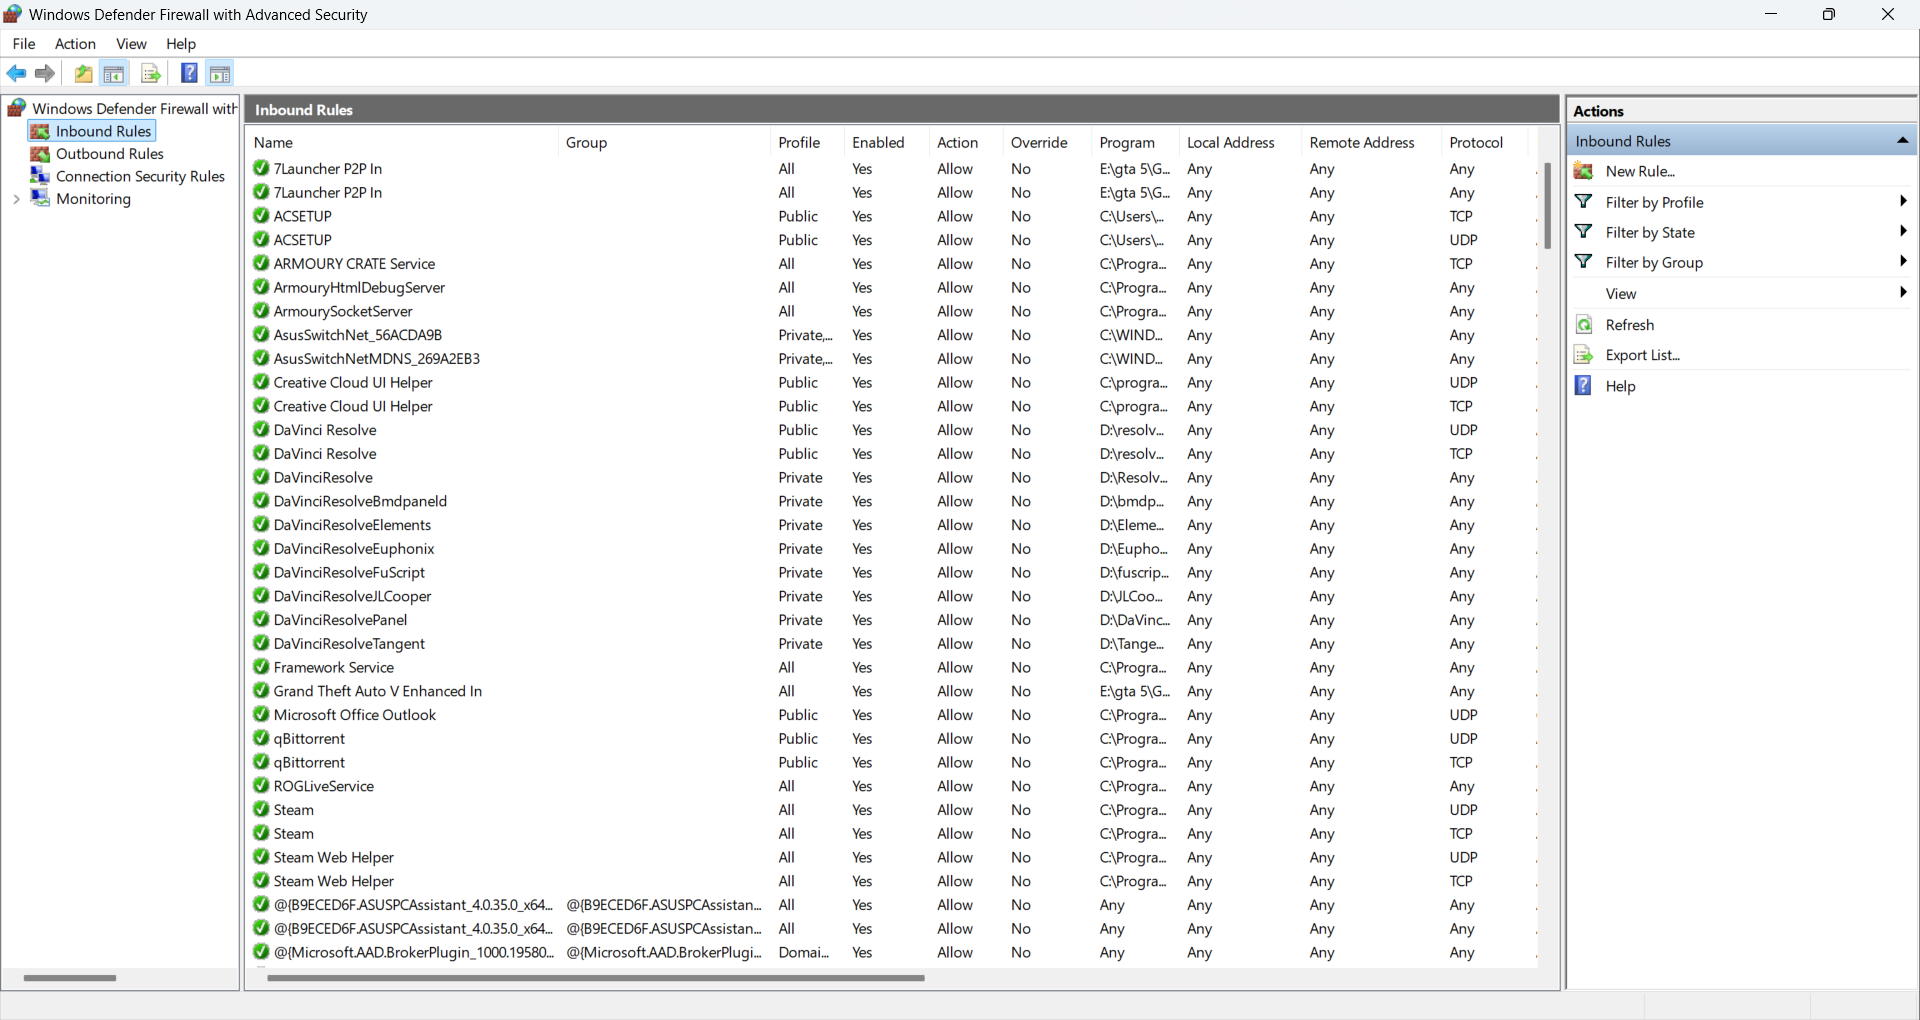 Windows Defender Firewall with Advanced Security
File Action View Help
Windows Defender Firewall with
Inbound Rules
Outbound Rules
Connection Security Rules
Monitoring
Inbound Rules
Name Group Profile Enabled Action Override Program Local Address Remote Address Protocol
7Launcher P2P In All Yes Allow No E:\gta 5\G... Any Any Any
7Launcher P2P In All Yes Allow No E:\gta 5\G... Any Any Any
ACSETUP Public Yes Allow No C:\Users\... Any Any TCP
ACSETUP Public Yes Allow No C:\Users\... Any Any UDP
ARMOURY CRATE Service All Yes Allow No C:\Progra... Any Any TCP
ArmouryHtmlDebugServer All Yes Allow No C:\Progra... Any Any Any
ArmourySocketServer All Yes Allow No C:\Progra... Any Any Any
AsusSwitchNet_56ACDA9B Private,... Yes Allow No C:\WIND... Any Any Any
AsusSwitchNetMDNS_269A2EB3 Private,... Yes Allow No C:\WIND... Any Any Any
Creative Cloud UI Helper Public Yes Allow No C:\progra... Any Any UDP
Creative Cloud UI Helper Public Yes Allow No C:\progra... Any Any TCP
DaVinci Resolve Public Yes Allow No D:\resolv... Any Any UDP
DaVinci Resolve Public Yes Allow No D:\resolv... Any Any TCP
DaVinciResolve Private Yes Allow No D:\Resolv... Any Any Any
DaVinciResolveBmdpaneld Private Yes Allow No D:\bmdp... Any Any Any
DaVinciResolveElements Private Yes Allow No D:\Eleme... Any Any Any
DaVinciResolveEuphonix Private Yes Allow No D:\Eupho... Any Any Any
DaVinciResolveFuScript Private Yes Allow No D:\fuscrip... Any Any Any
DaVinciResolveJLCooper Private Yes Allow No D:\JLCoo... Any Any Any
DaVinciResolvePanel Private Yes Allow No D:\DaVinc... Any Any Any
DaVinciResolveTangent Private Yes Allow No D:\Tange... Any Any Any
Framework Service All Yes Allow No C:\Progra... Any Any Any
Grand Theft Auto V Enhanced In All Yes Allow No E:\gta 5\G... Any Any Any
Microsoft Office Outlook Public Yes Allow No C:\Progra... Any Any UDP
qBittorrent Public Yes Allow No C:\Progra... Any Any UDP
qBittorrent Public Yes Allow No C:\Progra... Any Any TCP
ROGLiveService All Yes Allow No C:\Progra... Any Any Any
Steam All Yes Allow No C:\Progra... Any Any UDP
Steam All Yes Allow No C:\Progra... Any Any TCP
Steam Web Helper All Yes Allow No C:\Progra... Any Any UDP
Steam Web Helper All Yes Allow No C:\Progra... Any Any TCP
@{B9ECED6F.ASUSPCAssistant_4.0.35.0_x64... @{B9ECED6F.ASUSPCAssistan... All Yes Allow No Any Any Any Any
@{B9ECED6F.ASUSPCAssistant_4.0.35.0_x64... @{B9ECED6F.ASUSPCAssistan... All Yes Allow No Any Any Any Any
@{Microsoft.AAD.BrokerPlugin_1000.19580... @{Microsoft.AAD.BrokerPlugi... Domai... Yes Allow No Any Any Any Any
Actions
Inbound Rules
New Rule...
Filter by Profile
Filter by State
Filter by Group
View
Refresh
Export List...
Help